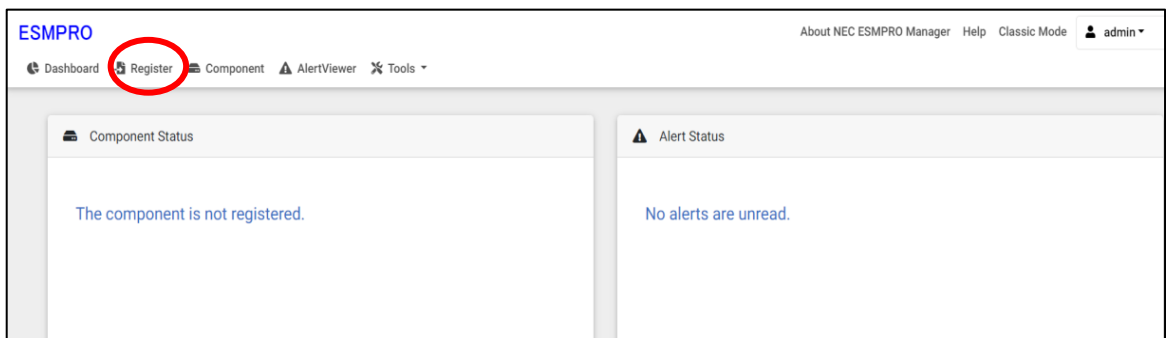 ESMPRO
About NEC ESMPRO Manager Help Classic Mode admin
Dashboard Register Component AlertViewer Tools
Component Status
Alert Status
The component is not registered.
No alerts are unread.